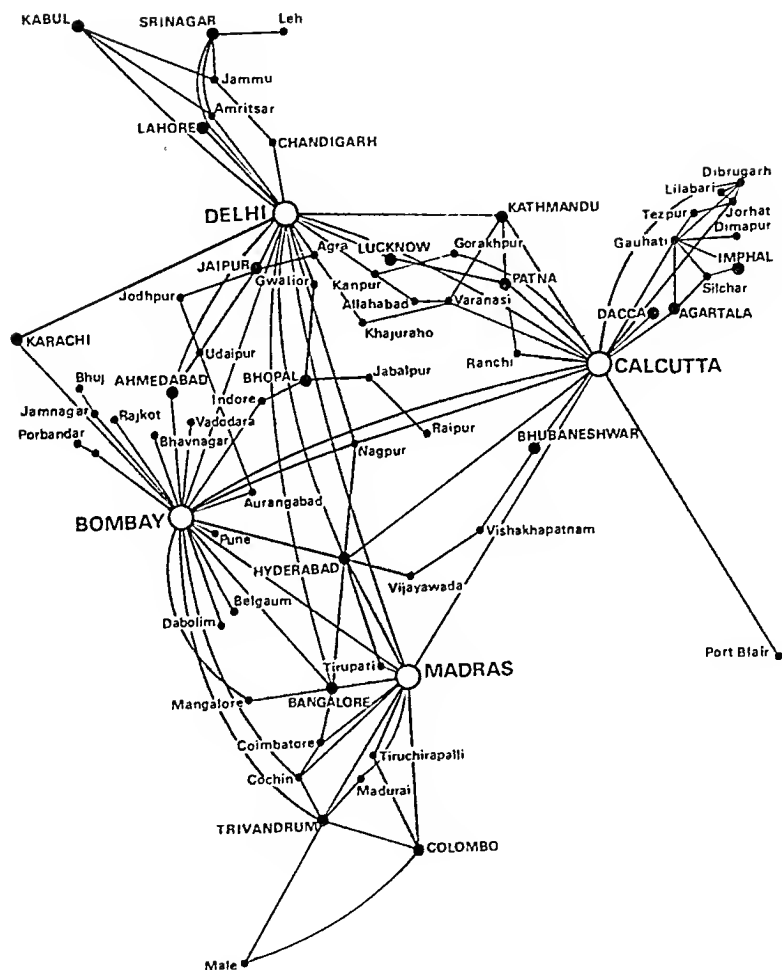 KABUL
SRINAGAR
Leh
Jammu
Amritsar
LAHORE
CHANDIGARH
Dibrugarh
Lilabari
KATHMANDU
DELHI
Tezpur
Jorhat
Dimapur
Gauhati
LUCKNOW
Gorakhpur
Agra
IMPHAL
JAIPUR
Gwalior
Kanpur
PATNA
Silchar
Jodhpur
Allahabad
Varanasi
DACCA
AGARTALA
Khajuraho
KARACHI
Udaipur
Ranchi
CALCUTTA
Bhuj
AHMEDABAD
BHOPAL
Jabalpur
Jamnagar
Indore
Rajkot
Vadodara
Porbandar
Bhavnagar
Raipur
BHUBANESHWAR
Nagpur
Aurangabad
BOMBAY
Vishakhapatnam
Pune
HYDERABAD
Vijayawada
Belgaum
Dabolim
Port Blair
Tirupari
MADRAS
Mangalore
BANGALORE
Coimbatore
Tiruchirapalli
Cochin
Madurai
TRIVANDRUM
COLOMBO
Male